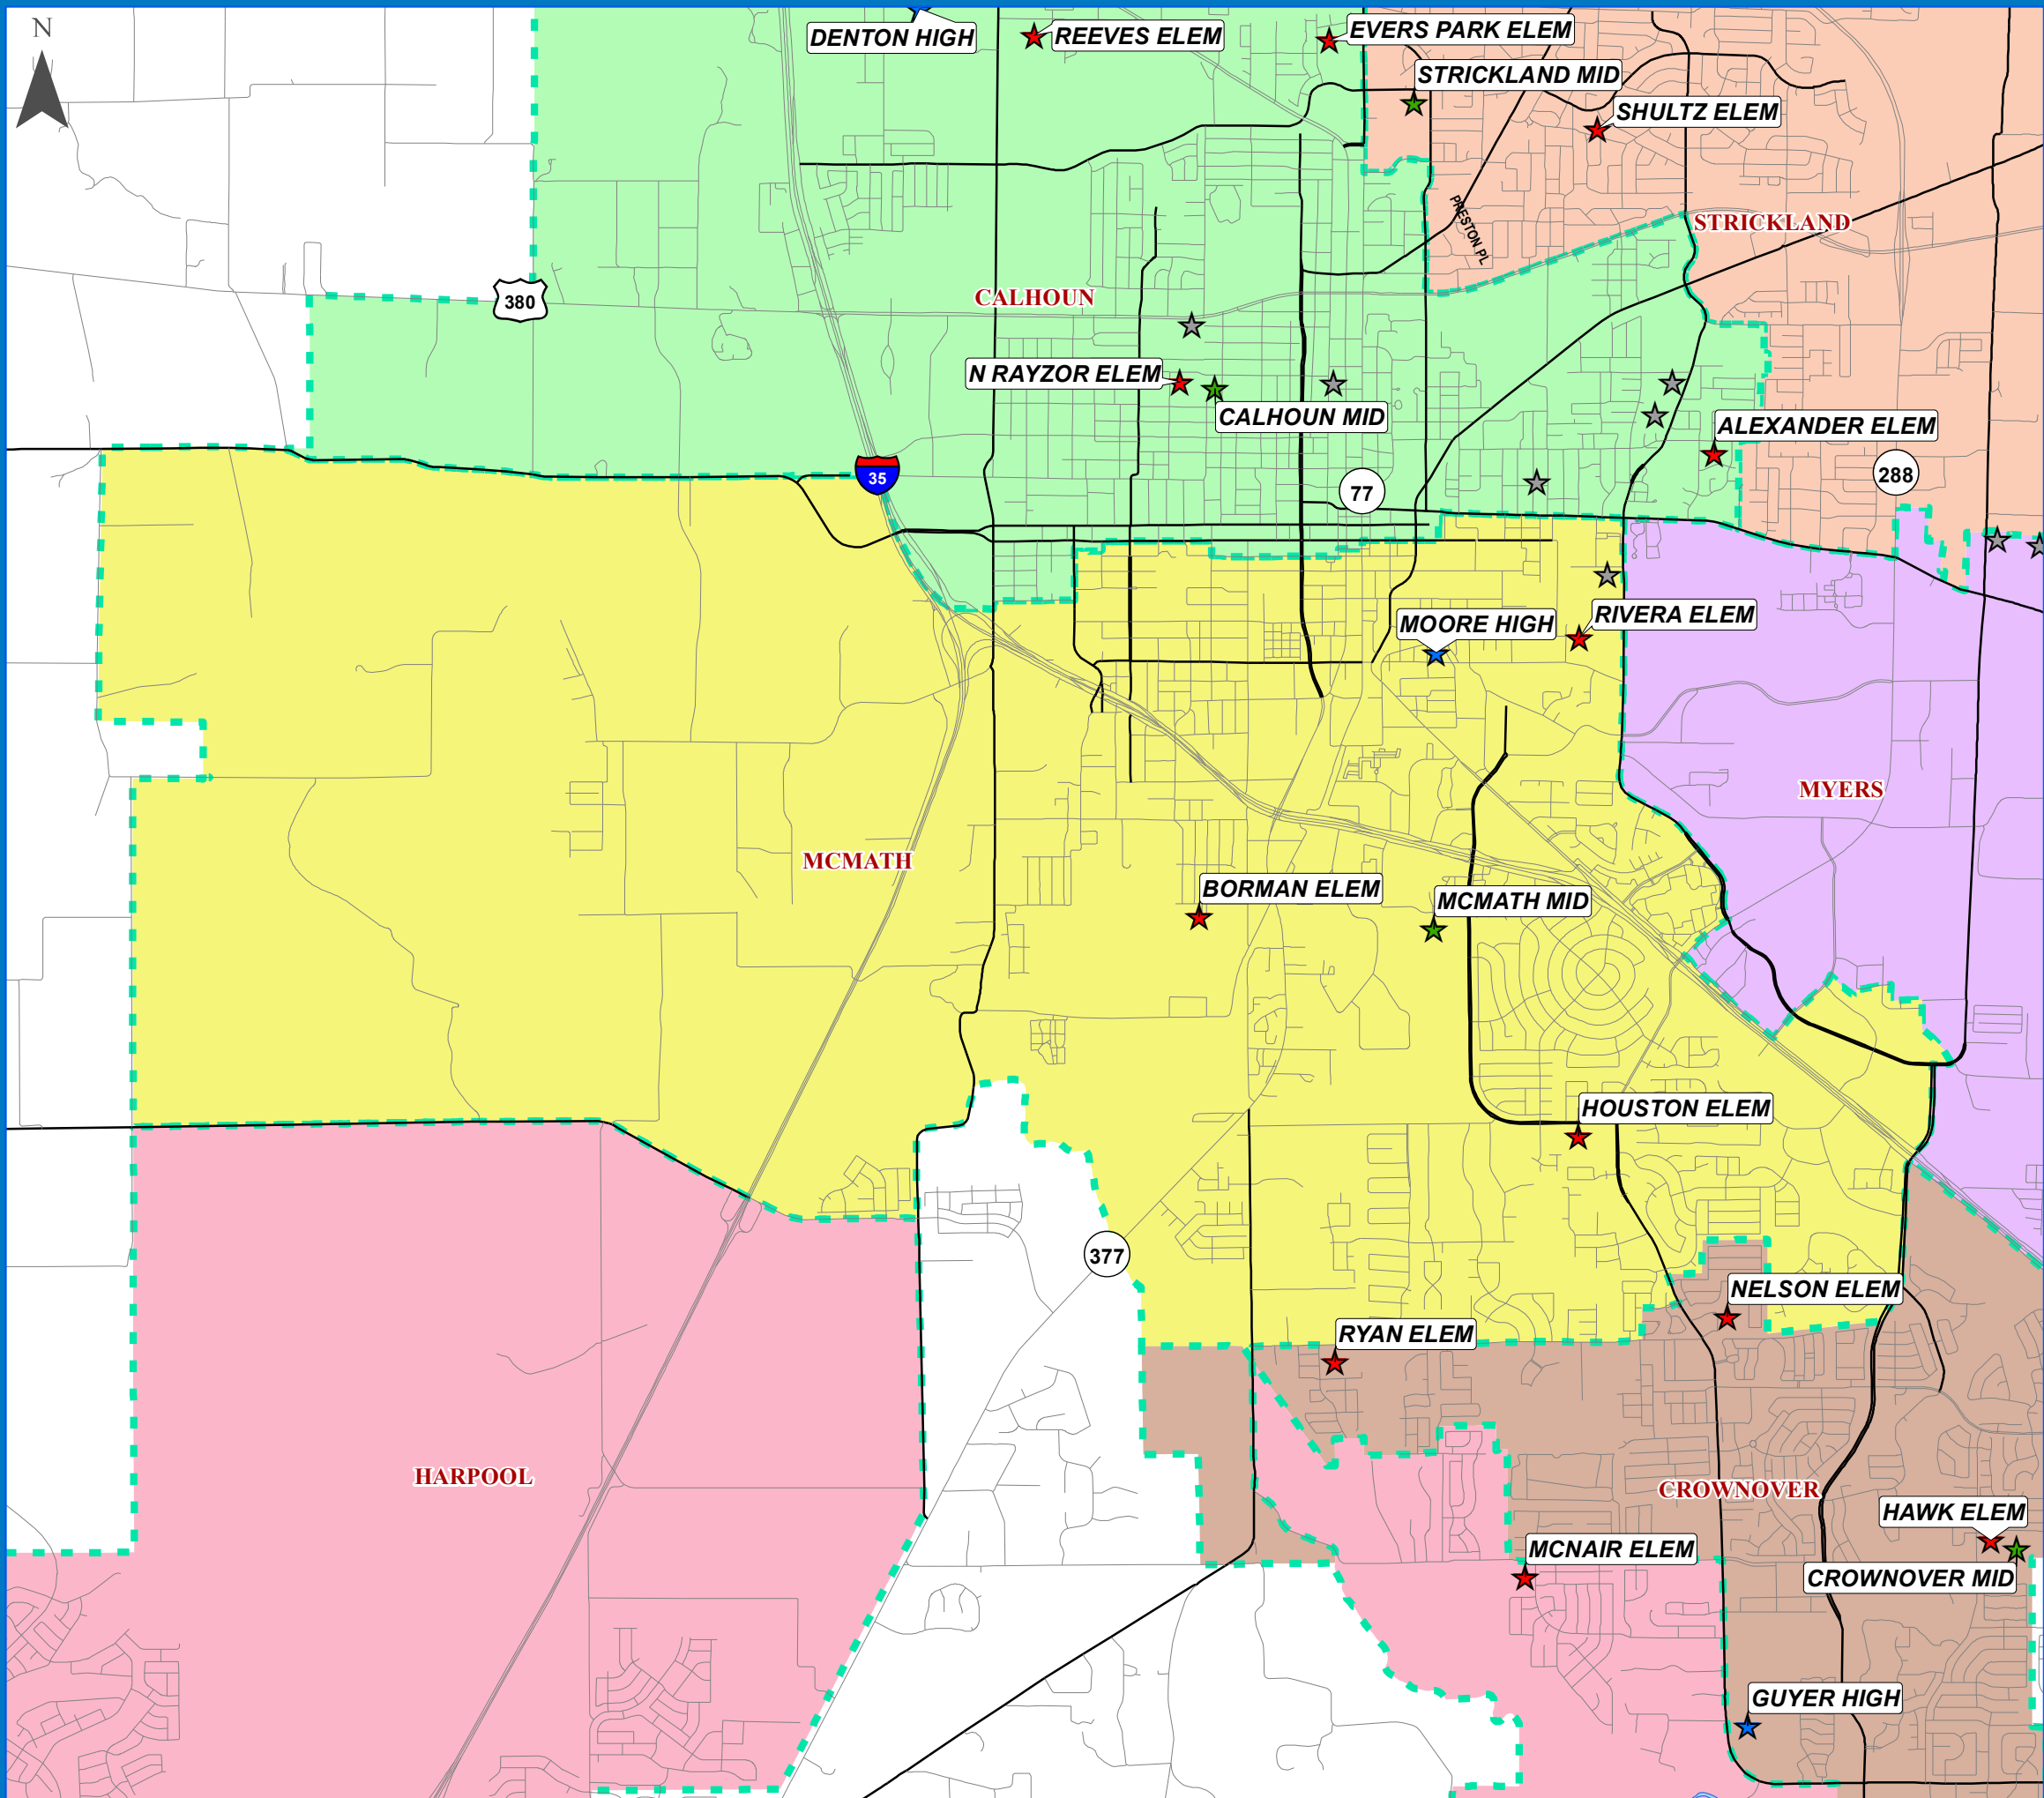 N
DENTON HIGH
REEVES ELEM
EVERS PARK ELEM
STRICKLAND MID
SHULTZ ELEM
PRESTON PL
STRICKLAND
CALHOUN
380
N RAYZOR ELEM
CALHOUN MID
ALEXANDER ELEM
35
77
288
MOORE HIGH
RIVERA ELEM
MYERS
MCMATH
BORMAN ELEM
MCMATH MID
HOUSTON ELEM
377
NELSON ELEM
RYAN ELEM
HARPOOL
CROWNOVER
HAWK ELEM
MCNAIR ELEM
CROWNOVER MID
GUYER HIGH